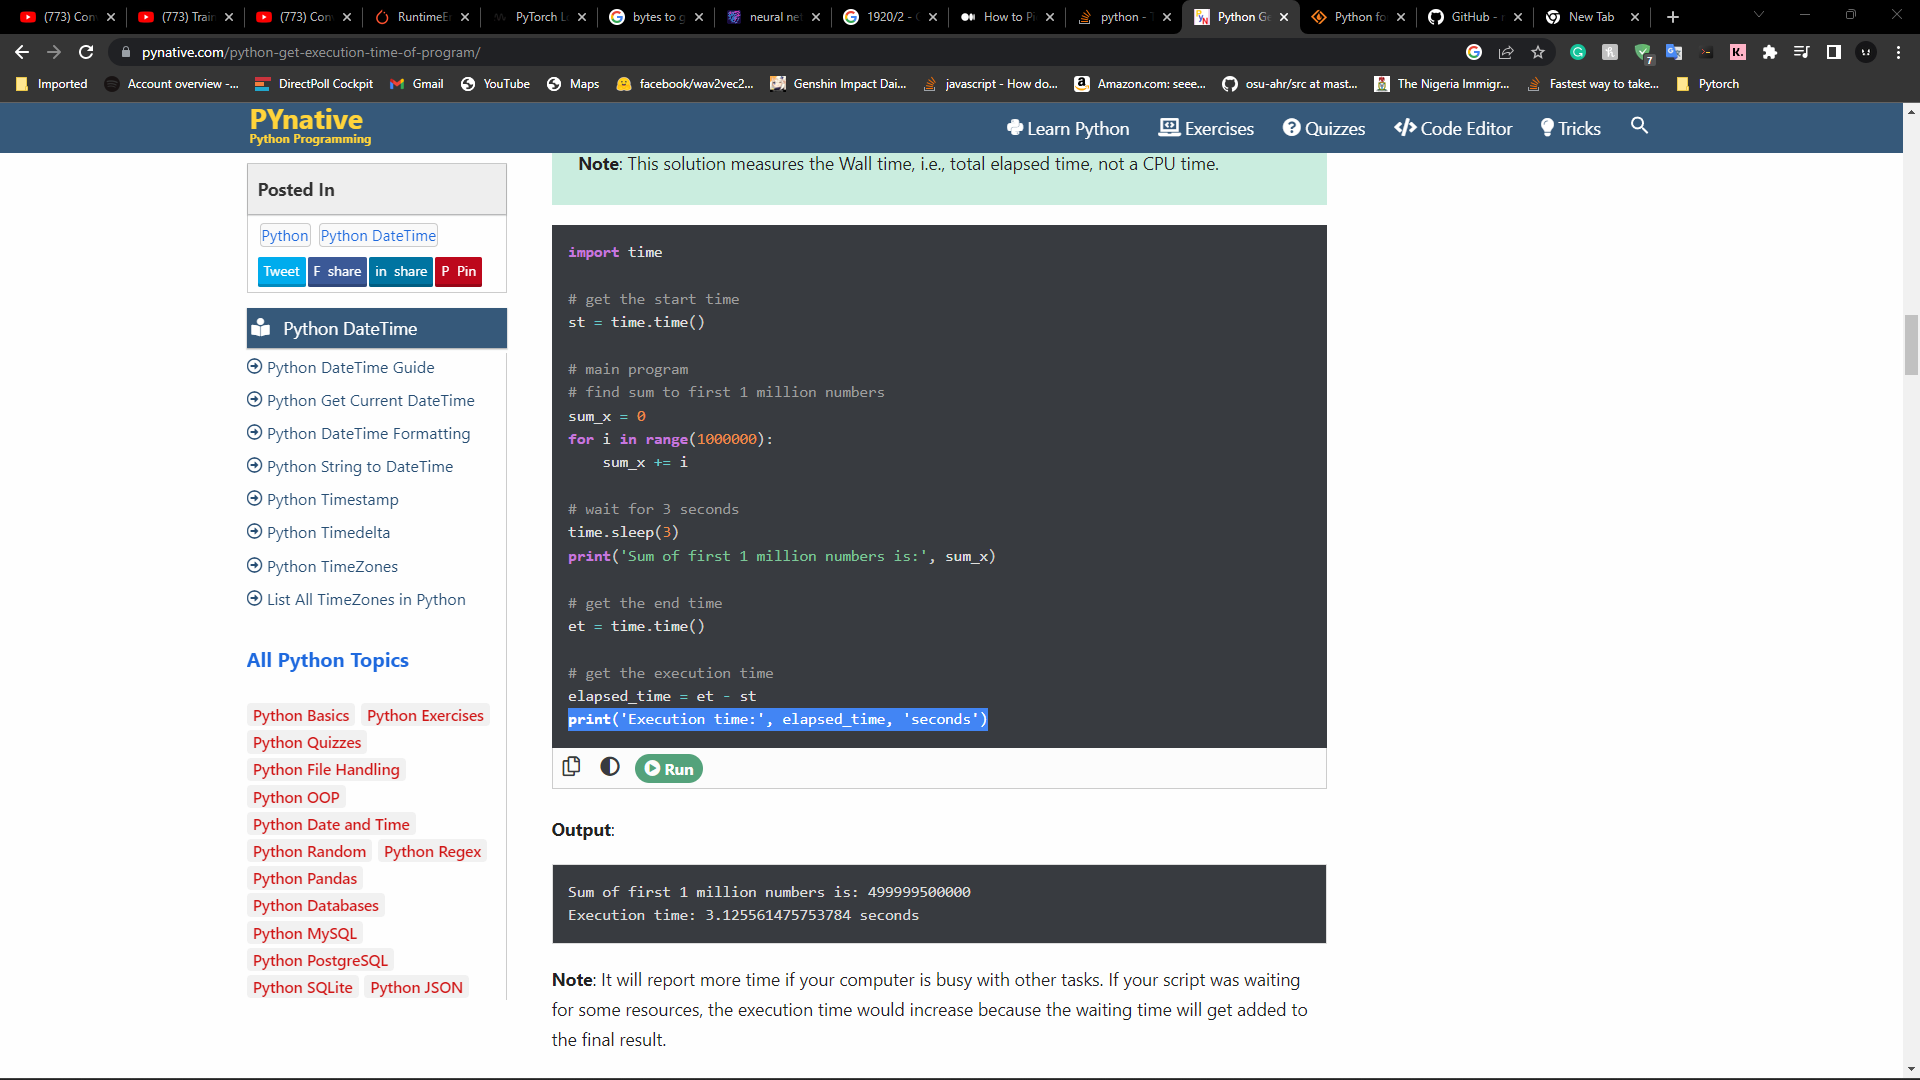 (773) Con
(773) Train
(773) Con
RuntimeEr
PyTorch Lo
bytes to g
neural net
1920/2 - G
How to Pi
python - T
Python Ge
Python fo
GitHub - r
New Tab
pynative.com/python-get-execution-time-of-program/
7
K.
Imported
Account overview -...
DirectPoll Cockpit
Gmail
YouTube
Maps
facebook/wav2vec2...
Genshin Impact Dai...
javascript - How do...
Amazon.com: seee...
osu-ahr/src at mast...
The Nigeria Immigr...
Fastest way to take...
Pytorch
PYnative
Python Programming
Learn Python
Exercises
Quizzes
Code Editor
Tricks
Posted In
Python Python DateTime
Tweet F share in share P Pin
Python DateTime
Python DateTime Guide
Python Get Current DateTime
Python DateTime Formatting
Python String to DateTime
Python Timestamp
Python Timedelta
Python TimeZones
List All TimeZones in Python
All Python Topics
Python Basics Python Exercises
Python Quizzes
Python File Handling
Python OOP
Python Date and Time
Python Random Python Regex
Python Pandas
Python Databases
Python MySQL
Python PostgreSQL
Python SQLite Python JSON
Note: This solution measures the Wall time, i.e., total elapsed time, not a CPU time.
import time
# get the start time
st = time.time()
# main program
# find sum to first 1 million numbers
sum_x = 0
for i in range(1000000):
    sum_x += i
# wait for 3 seconds
time.sleep(3)
print('Sum of first 1 million numbers is:', sum_x)
# get the end time
et = time.time()
# get the execution time
elapsed_time = et - st
print('Execution time:', elapsed_time, 'seconds')
Run
Output:
Sum of first 1 million numbers is: 499999500000
Execution time: 3.125561475753784 seconds
Note: It will report more time if your computer is busy with other tasks. If your script was waiting
for some resources, the execution time would increase because the waiting time will get added to
the final result.